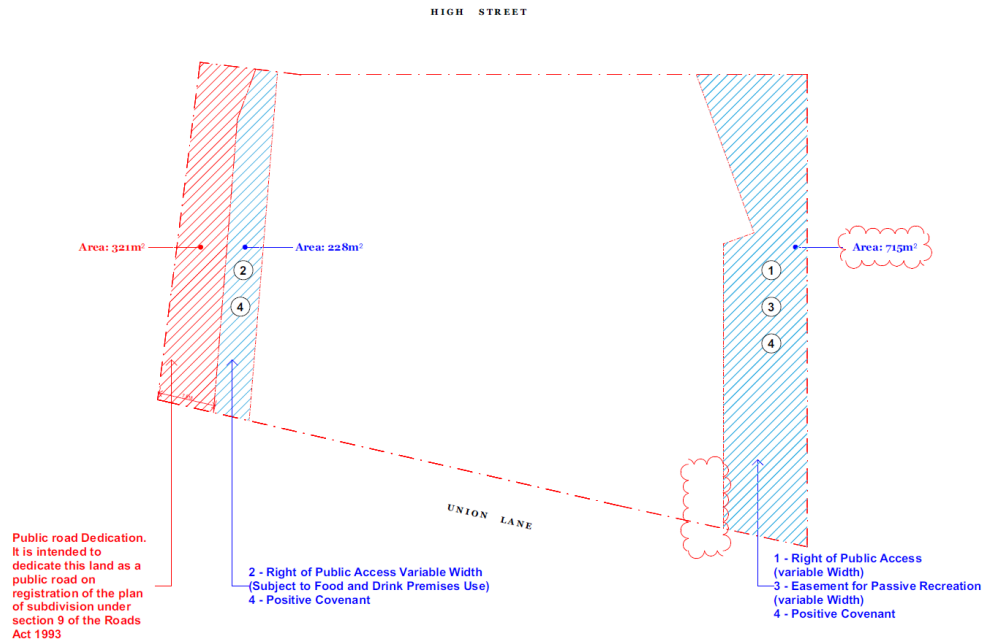 HIGH STREET
Area: 321m²
Area: 228m²
Area: 715m²
2
4
1
3
4
UNION LANE
Public road Dedication.
It is intended to
dedicate this land as a
public road on
registration of the plan
of subdivision under
section 9 of the Roads
Act 1993
2 - Right of Public Access Variable Width
(Subject to Food and Drink Premises Use)
4 - Positive Covenant
1 - Right of Public Access
(variable Width)
3 - Easement for Passive Recreation
(variable Width)
4 - Positive Covenant